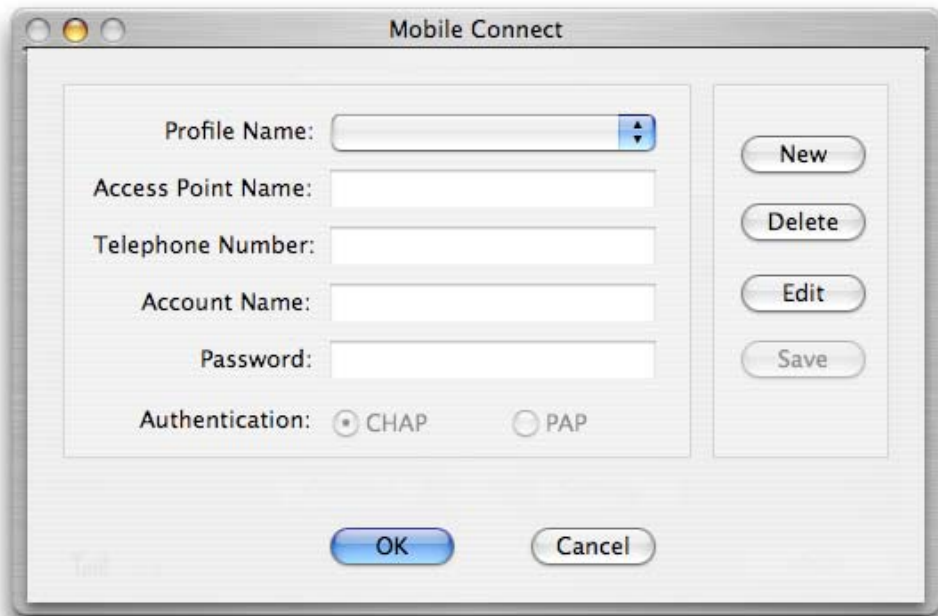 Mobile Connect
Profile Name:
Access Point Name:
Telephone Number:
Account Name:
Password:
Authentication: CHAP PAP
New
Delete
Edit
Save
OK Cancel